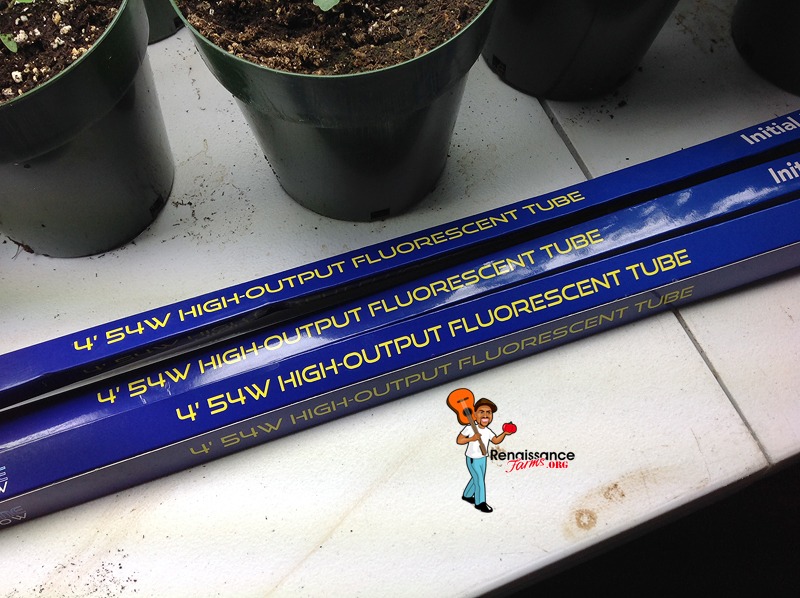 Initial
4' 54W HIGH-OUTPUT FLUORESCENT TUBE
Init
4' 54W HIGH-OUTPUT FLUORESCENT TUBE
4' 54W HIGH-OUTPUT FLUORESCENT TUBE
4' 54W HIGH-OUTPUT FLUORESCENT TUBE
Renaissance
Farms.ORG